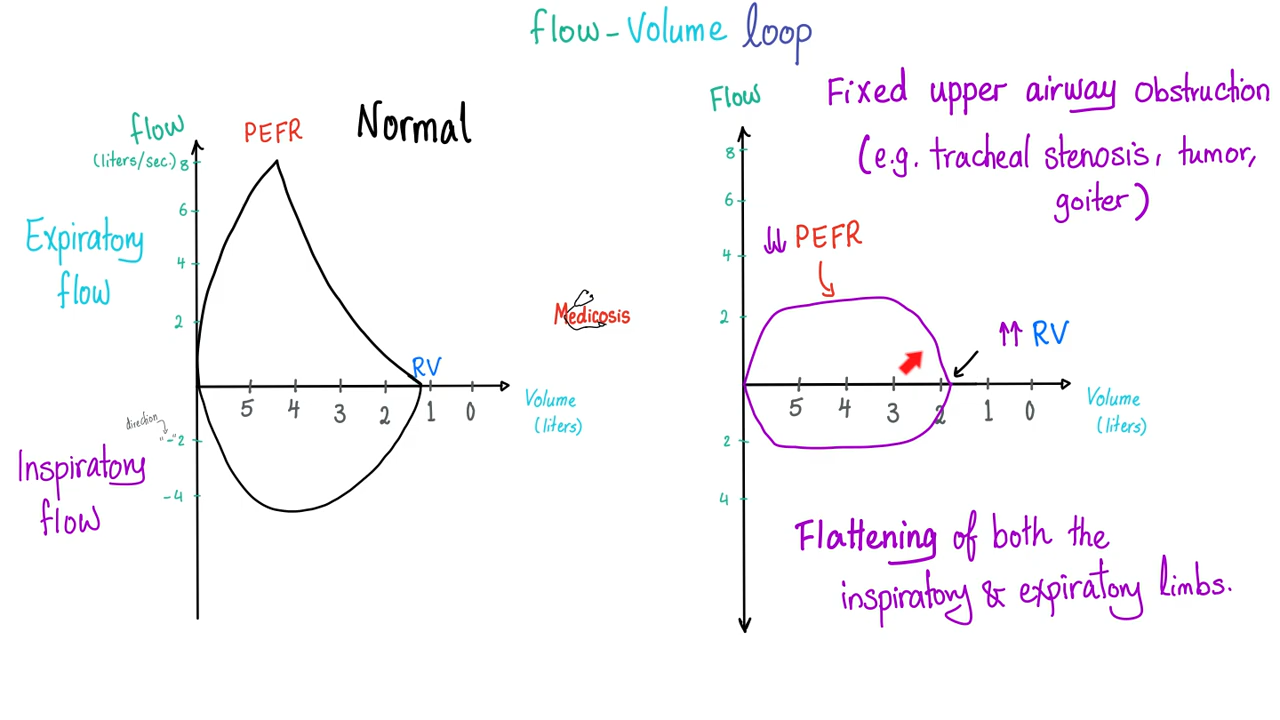 flow-Volume loop
Normal
flow
(liters/sec.)
PEFR
8
6
4
2
"-"2
-4
direction
Expiratory
flow
Inspiratory
flow
RV
5 4 3 2 1 0
Volume
(liters)
Medicosis
Fixed upper airway obstruction
(e.g. tracheal stenosis, tumor,
goiter)
Flow
8
6
4
2
2
4
↓↓ PEFR
↑↑ RV
5 4 3 2 1 0
Volume
(liters)
Flattening of both the
inspiratory & expiratory limbs.